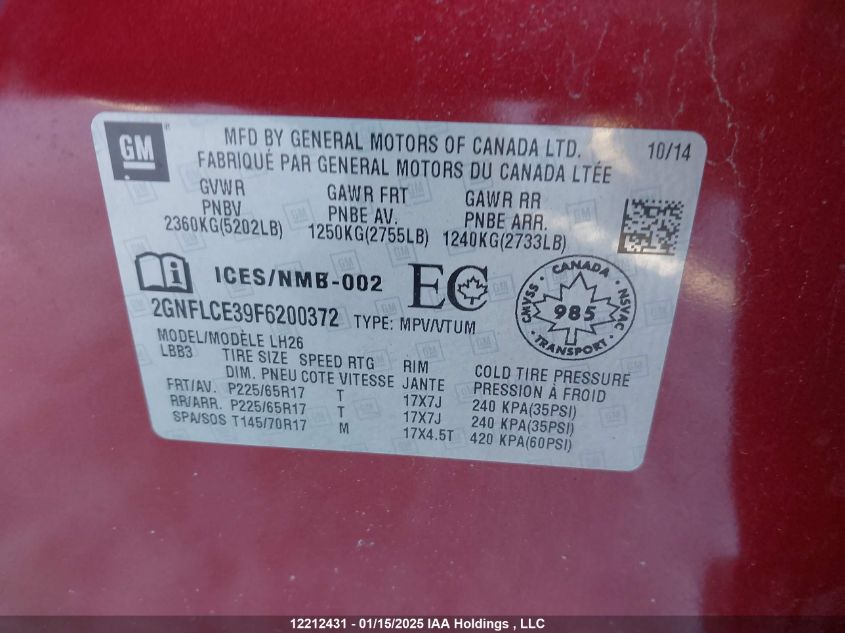 GM
MFD BY GENERAL MOTORS OF CANADA LTD. 10/14
FABRIQUÉ PAR GENERAL MOTORS DU CANADA LTÉE
GVWR GAWR FRT GAWR RR
PNBV PNBE AV. PNBE ARR.
2360KG(5202LB) 1250KG(2755LB) 1240KG(2733LB)
i ICES/NMB-002 EC
CANADA
CMVSS 985 NSVAC
TRANSPORT
2GNFLCE39F6200372 TYPE: MPV/VTUM
MODEL/MODÈLE LH26
LBB3 TIRE SIZE SPEED RTG RIM COLD TIRE PRESSURE
DIM. PNEU COTE VITESSE JANTE PRESSION À FROID
FRT/AV. P225/65R17 T 17X7J 240 KPA(35PSI)
RR/ARR. P225/65R17 T 17X7J 240 KPA(35PSI)
SPA/SOS T145/70R17 M 17X4.5T 420 KPA(60PSI)
12212431 - 01/15/2025 IAA Holdings , LLC